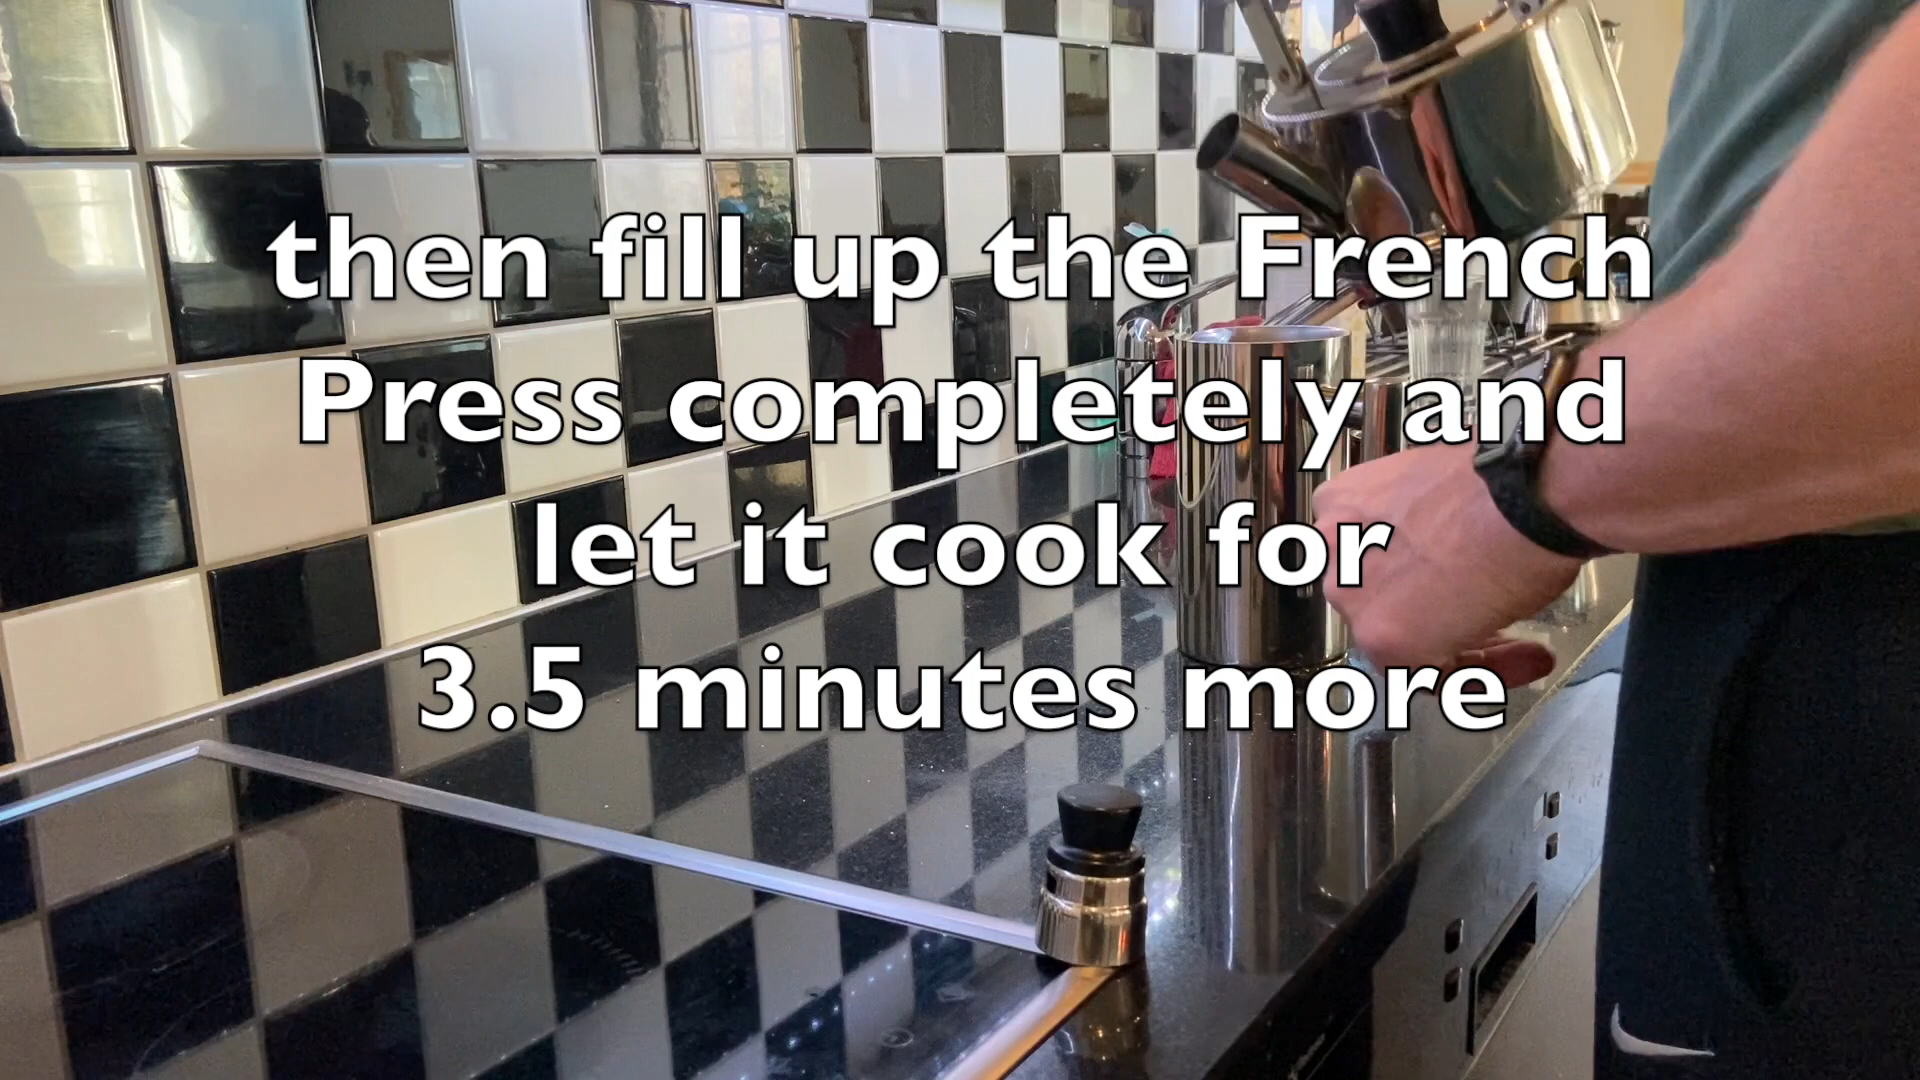 then fill up the French
Press completely and
let it cook for
3.5 minutes more